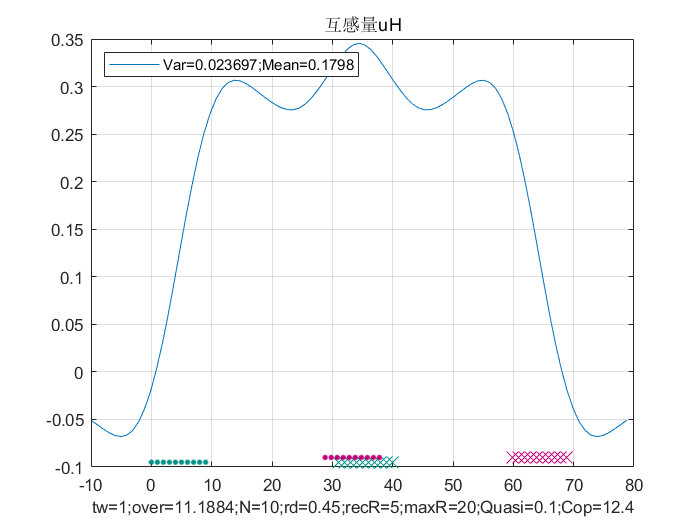 互感量uH
0.35
Var=0.023697;Mean=0.1798
0.3
0.25
0.2
0.15
0.1
0.05
0
-0.05
-0.1
-10 0 10 20 30 40 50 60 70 80
tw=1;over=11.1884;N=10;rd=0.45;recR=5;maxR=20;Quasi=0.1;Cop=12.4